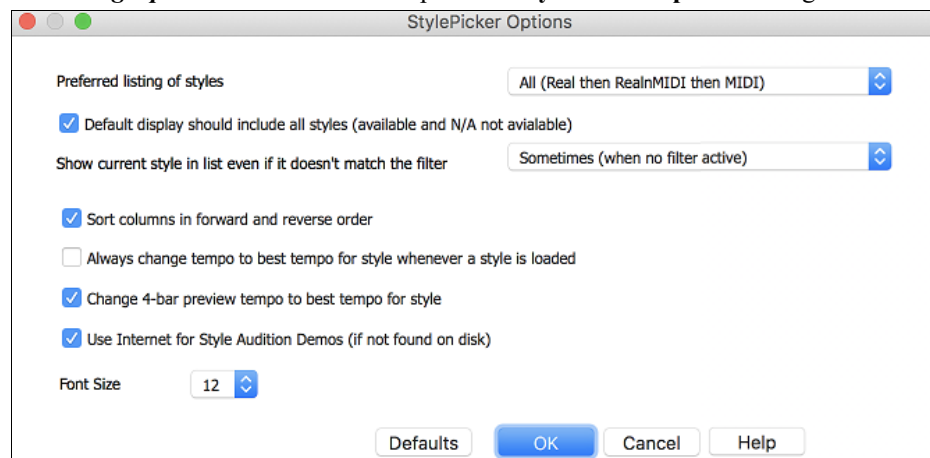 StylePicker Options
Preferred listing of styles All (Real then RealnMIDI then MIDI)
Default display should include all styles (available and N/A not avialable)
Show current style in list even if it doesn't match the filter Sometimes (when no filter active)
Sort columns in forward and reverse order
Always change tempo to best tempo for style whenever a style is loaded
Change 4-bar preview tempo to best tempo for style
Use Internet for Style Audition Demos (if not found on disk)
Font Size 12
Defaults OK Cancel Help